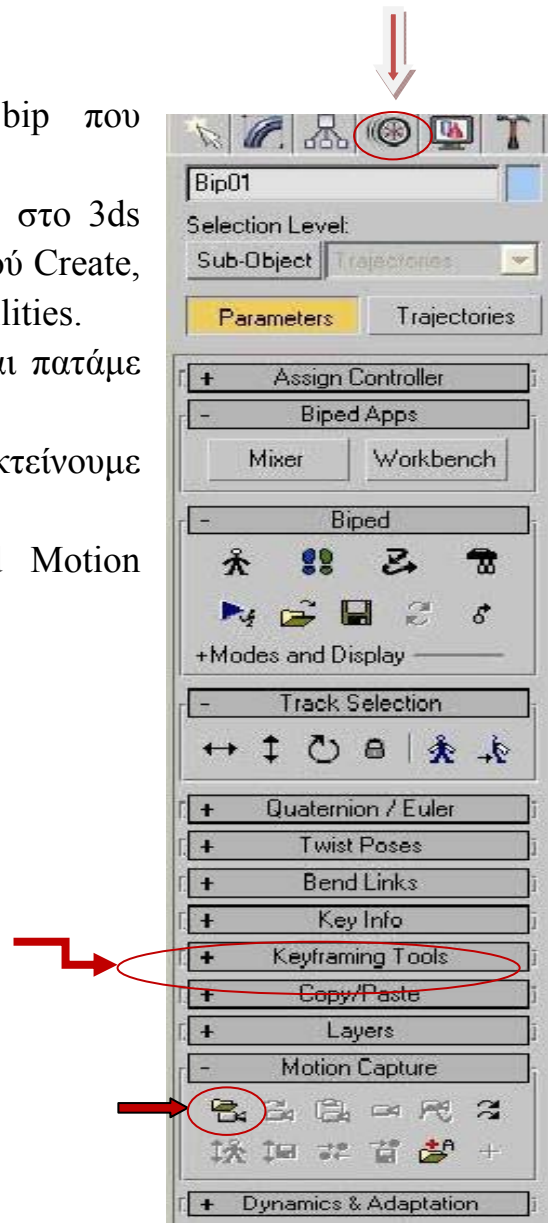 bip που
στο 3ds
ού Create,
lities.
ι πατάμε
κτείνουμε
Motion
Bip01
Selection Level:
Sub-Object Trajectories
Parameters Trajectories
+ Assign Controller
- Biped Apps
Mixer Workbench
- Biped
+Modes and Display
- Track Selection
+ Quaternion / Euler
+ Twist Poses
+ Bend Links
+ Key Info
+ Keyframing Tools
+ Copy/Paste
+ Layers
- Motion Capture
+ Dynamics & Adaptation